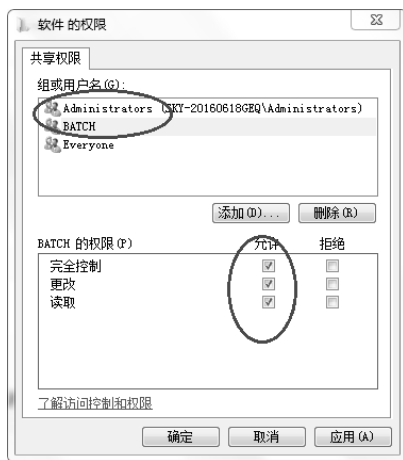 软件 的权限
共享权限
组或用户名(G):
Administrators (SKY-20160618GEQ\Administrators)
BATCH
Everyone
添加(D)... 删除(R)
BATCH 的权限(P) 允许 拒绝
完全控制
更改
读取
了解访问控制和权限
确定 取消 应用(A)